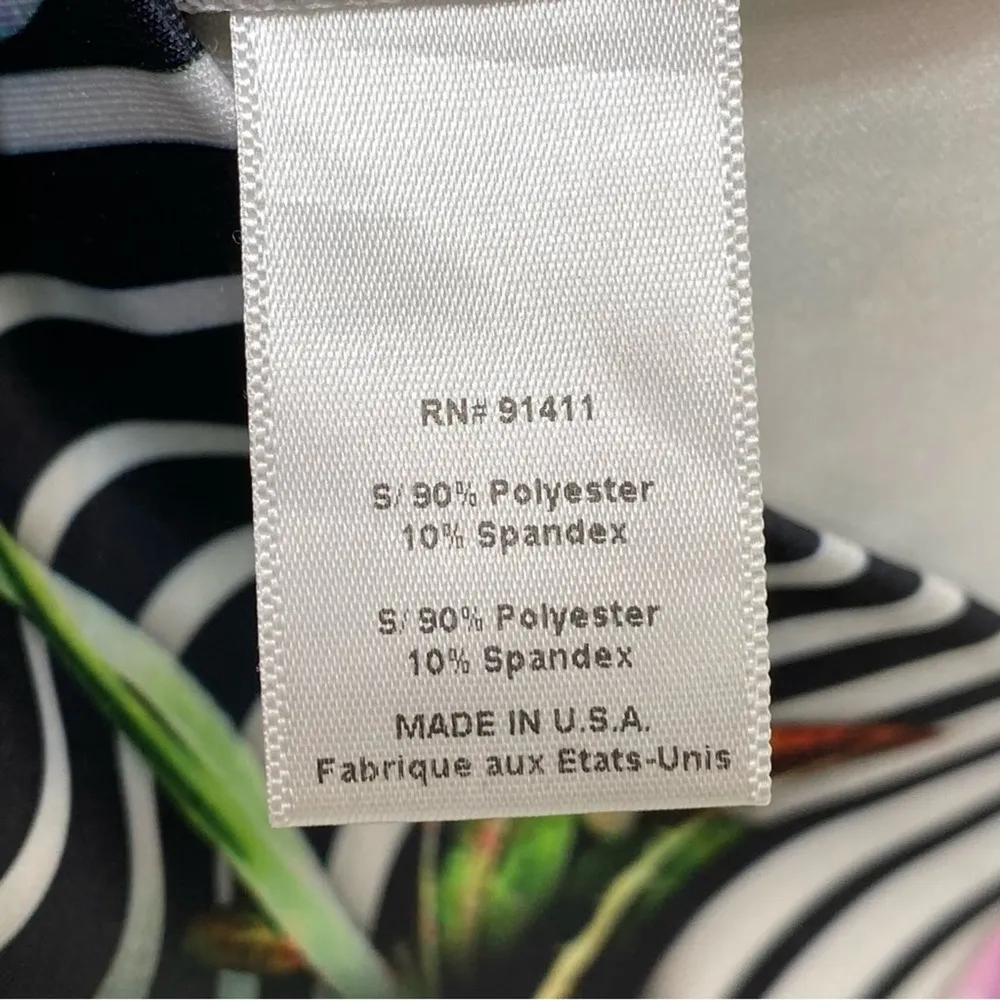 RN# 91411
S/ 90% Polyester
10% Spandex
S/ 90% Polyester
10% Spandex
MADE IN U.S.A.
Fabrique aux Etats-Unis